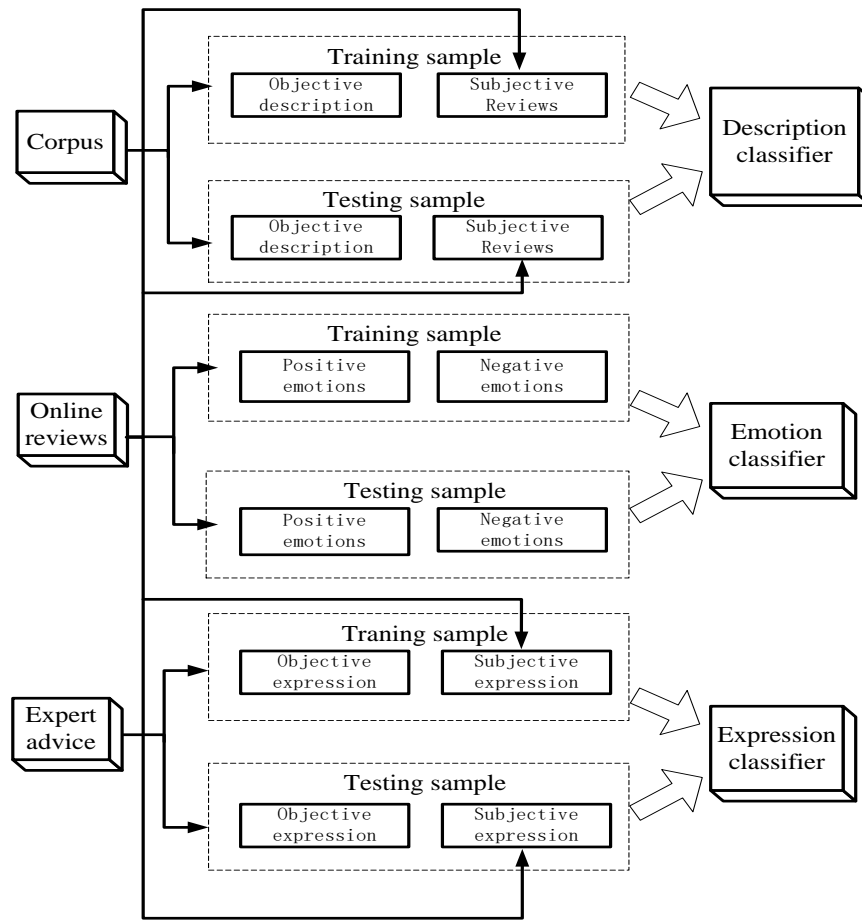 Training sample
Objective
description
Subjective
Reviews
Corpus
Description
classifier
Testing sample
Objective
description
Subjective
Reviews
Training sample
Positive
emotions
Negative
emotions
Online
reviews
Emotion
classifier
Testing sample
Positive
emotions
Negative
emotions
Traning sample
Objective
expression
Subjective
expression
Expert
advice
Expression
classifier
Testing sample
Objective
expression
Subjective
expression